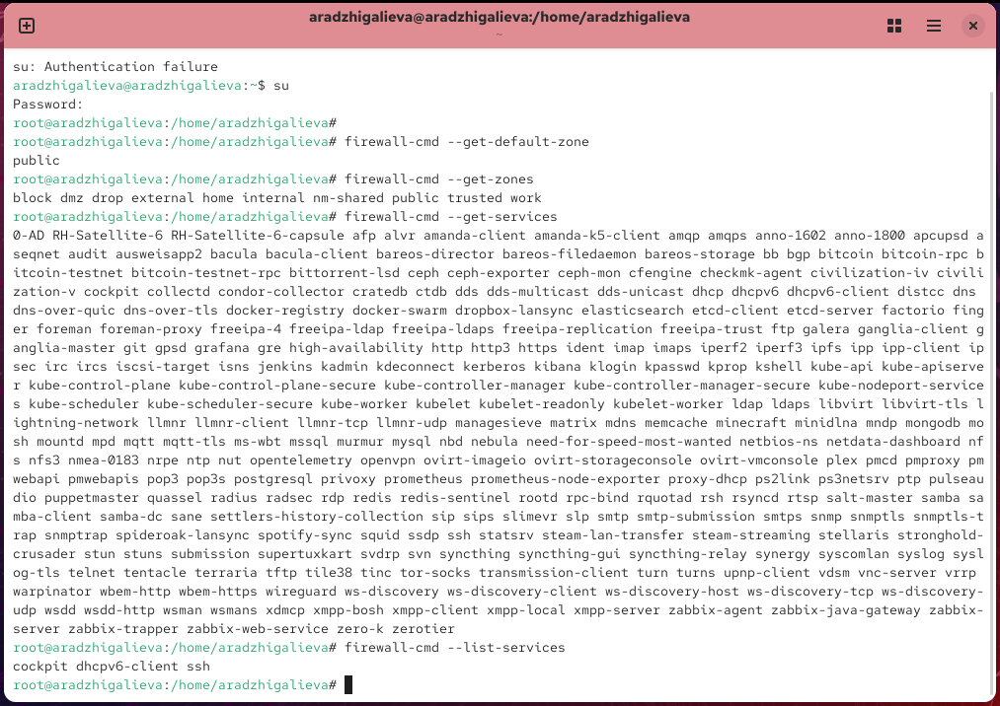 aradzhigalieva@aradzhigalieva:/home/aradzhigalieva
~
su: Authentication failure
aradzhigalieva@aradzhigalieva:~$ su
Password:
root@aradzhigalieva:/home/aradzhigalieva#
root@aradzhigalieva:/home/aradzhigalieva# firewall-cmd --get-default-zone
public
root@aradzhigalieva:/home/aradzhigalieva# firewall-cmd --get-zones
block dmz drop external home internal nm-shared public trusted work
root@aradzhigalieva:/home/aradzhigalieva# firewall-cmd --get-services
0-AD RH-Satellite-6 RH-Satellite-6-capsule afp alvr amanda-client amanda-k5-client amqp amqps anno-1602 anno-1800 apcupsd a
seqnet audit ausweisapp2 bacula bacula-client bareos-director bareos-filedaemon bareos-storage bb bgp bitcoin bitcoin-rpc b
itcoin-testnet bitcoin-testnet-rpc bittorrent-lsd ceph ceph-exporter ceph-mon cfengine checkmk-agent civilization-iv civili
zation-v cockpit collectd condor-collector cratedb ctdb dds dds-multicast dds-unicast dhcp dhcpv6 dhcpv6-client distcc dns
dns-over-quic dns-over-tls docker-registry docker-swarm dropbox-lansync elasticsearch etcd-client etcd-server factorio fing
er foreman foreman-proxy freeipa-4 freeipa-ldap freeipa-ldaps freeipa-replication freeipa-trust ftp galera ganglia-client g
anglia-master git gpsd grafana gre high-availability http http3 https ident imap imaps iperf2 iperf3 ipfs ipp ipp-client ip
sec irc ircs iscsi-target isns jenkins kadmin kdeconnect kerberos kibana klogin kpasswd kprop kshell kube-api kube-apiserve
r kube-control-plane kube-control-plane-secure kube-controller-manager kube-controller-manager-secure kube-nodeport-service
s kube-scheduler kube-scheduler-secure kube-worker kubelet kubelet-readonly kubelet-worker ldap ldaps libvirt libvirt-tls l
ightning-network llmnr llmnr-client llmnr-tcp llmnr-udp managesieve matrix mdns memcache minecraft minidlna mndp mongodb mo
sh mountd mpd mqtt mqtt-tls ms-wbt mssql murmur mysql nbd nebula need-for-speed-most-wanted netbios-ns netdata-dashboard nf
s nfs3 nmea-0183 nrpe ntp nut opentelemetry openvpn ovirt-imageio ovirt-storageconsole ovirt-vmconsole plex pmcd pmproxy pm
webapi pmwebapis pop3 pop3s postgresql privoxy prometheus prometheus-node-exporter proxy-dhcp ps2link ps3netsrv ptp pulseau
dio puppetmaster quassel radius radsec rdp redis redis-sentinel rootd rpc-bind rquotad rsh rsyncd rtsp salt-master samba sa
mba-client samba-dc sane settlers-history-collection sip sips slimevr slp smtp smtp-submission smtps snmp snmptls snmptls-t
rap snmptrap spideroak-lansync spotify-sync squid ssdp ssh statsrv steam-lan-transfer steam-streaming stellaris stronghold-
crusader stun stuns submission supertuxkart svdrp svn syncthing syncthing-gui syncthing-relay synergy syscomlan syslog sysl
og-tls telnet tentacle terraria tftp tile38 tinc tor-socks transmission-client turn turns upnp-client vdsm vnc-server vrrp
warpinator wbem-http wbem-https wireguard ws-discovery ws-discovery-client ws-discovery-host ws-discovery-tcp ws-discovery-
udp wsdd wsdd-http wsman wsmans xdmcp xmpp-bosh xmpp-client xmpp-local xmpp-server zabbix-agent zabbix-java-gateway zabbix-
server zabbix-trapper zabbix-web-service zero-k zerotier
root@aradzhigalieva:/home/aradzhigalieva# firewall-cmd --list-services
cockpit dhcpv6-client ssh
root@aradzhigalieva:/home/aradzhigalieva#